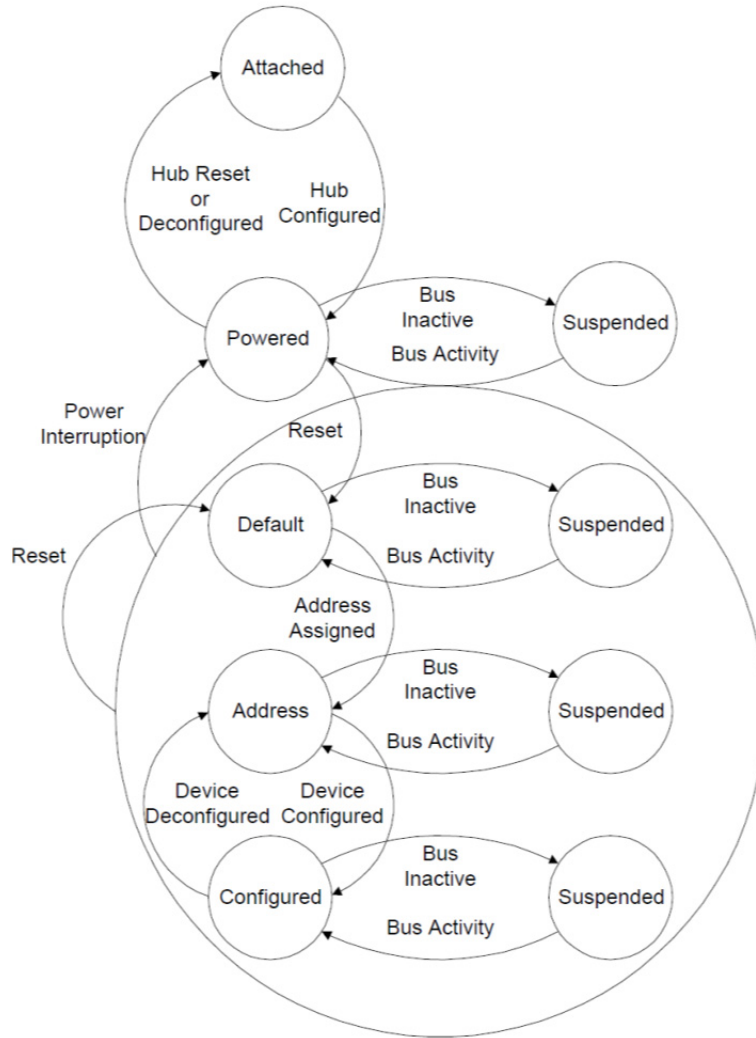 Attached
Hub Reset
or
Deconfigured
Hub
Configured
Powered
Bus
Inactive
Bus Activity
Suspended
Power
Interruption
Reset
Default
Bus
Inactive
Bus Activity
Suspended
Reset
Address
Assigned
Address
Bus
Inactive
Bus Activity
Suspended
Device
Deconfigured
Device
Configured
Configured
Bus
Inactive
Bus Activity
Suspended